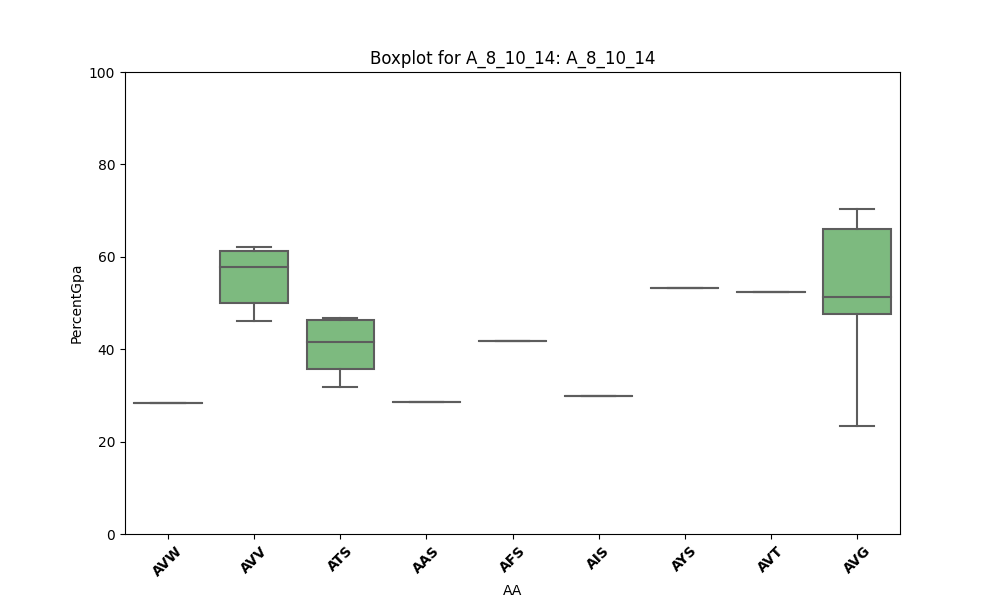 Boxplot for A_8_10_14: A_8_10_14
100
80
60
40
20
0
PercentGpa
AVW
AVV
ATS
AAS
AFS
AIS
AYS
AVT
AVG
AA